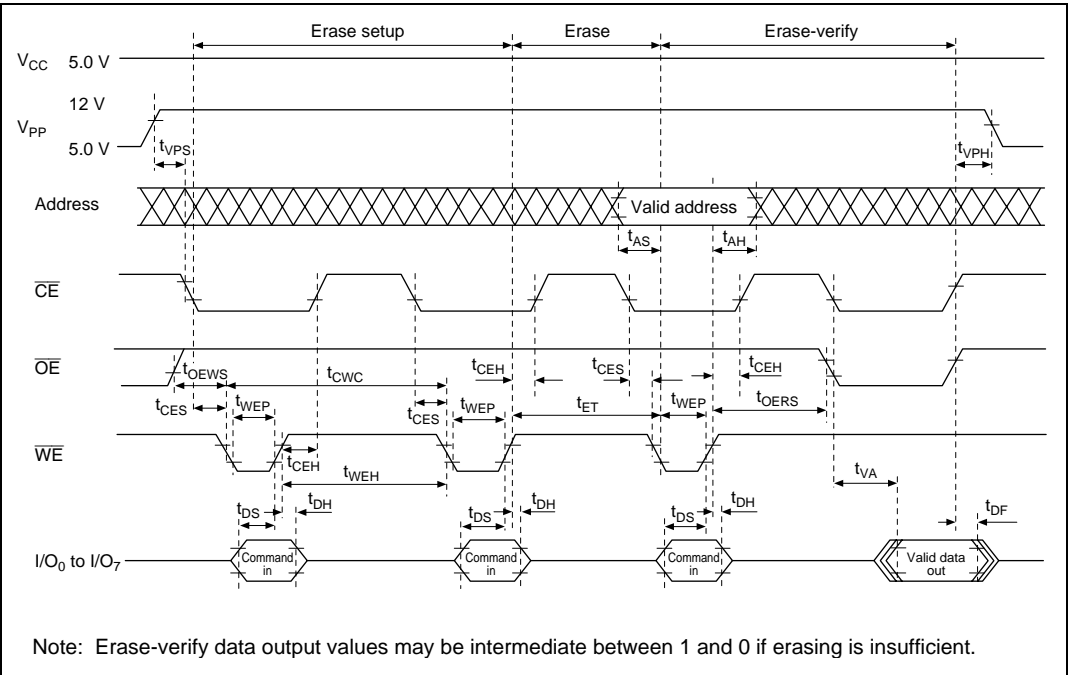 Erase setup Erase Erase-verify
VCC 5.0 V
12 V
VPP
5.0 V
tVPS tVPH
Address Valid address
tAS tAH
CE
OE
tOEWS tCWC tCEH tCES tCEH
tCES tWEP tCES tWEP tET tWEP tOERS
WE
tCEH tWEH tVA
tDS tDH tDS tDH tDS tDH tDF
I/O0 to I/O7 Command in Command in Command in Valid data out
Note: Erase-verify data output values may be intermediate between 1 and 0 if erasing is insufficient.